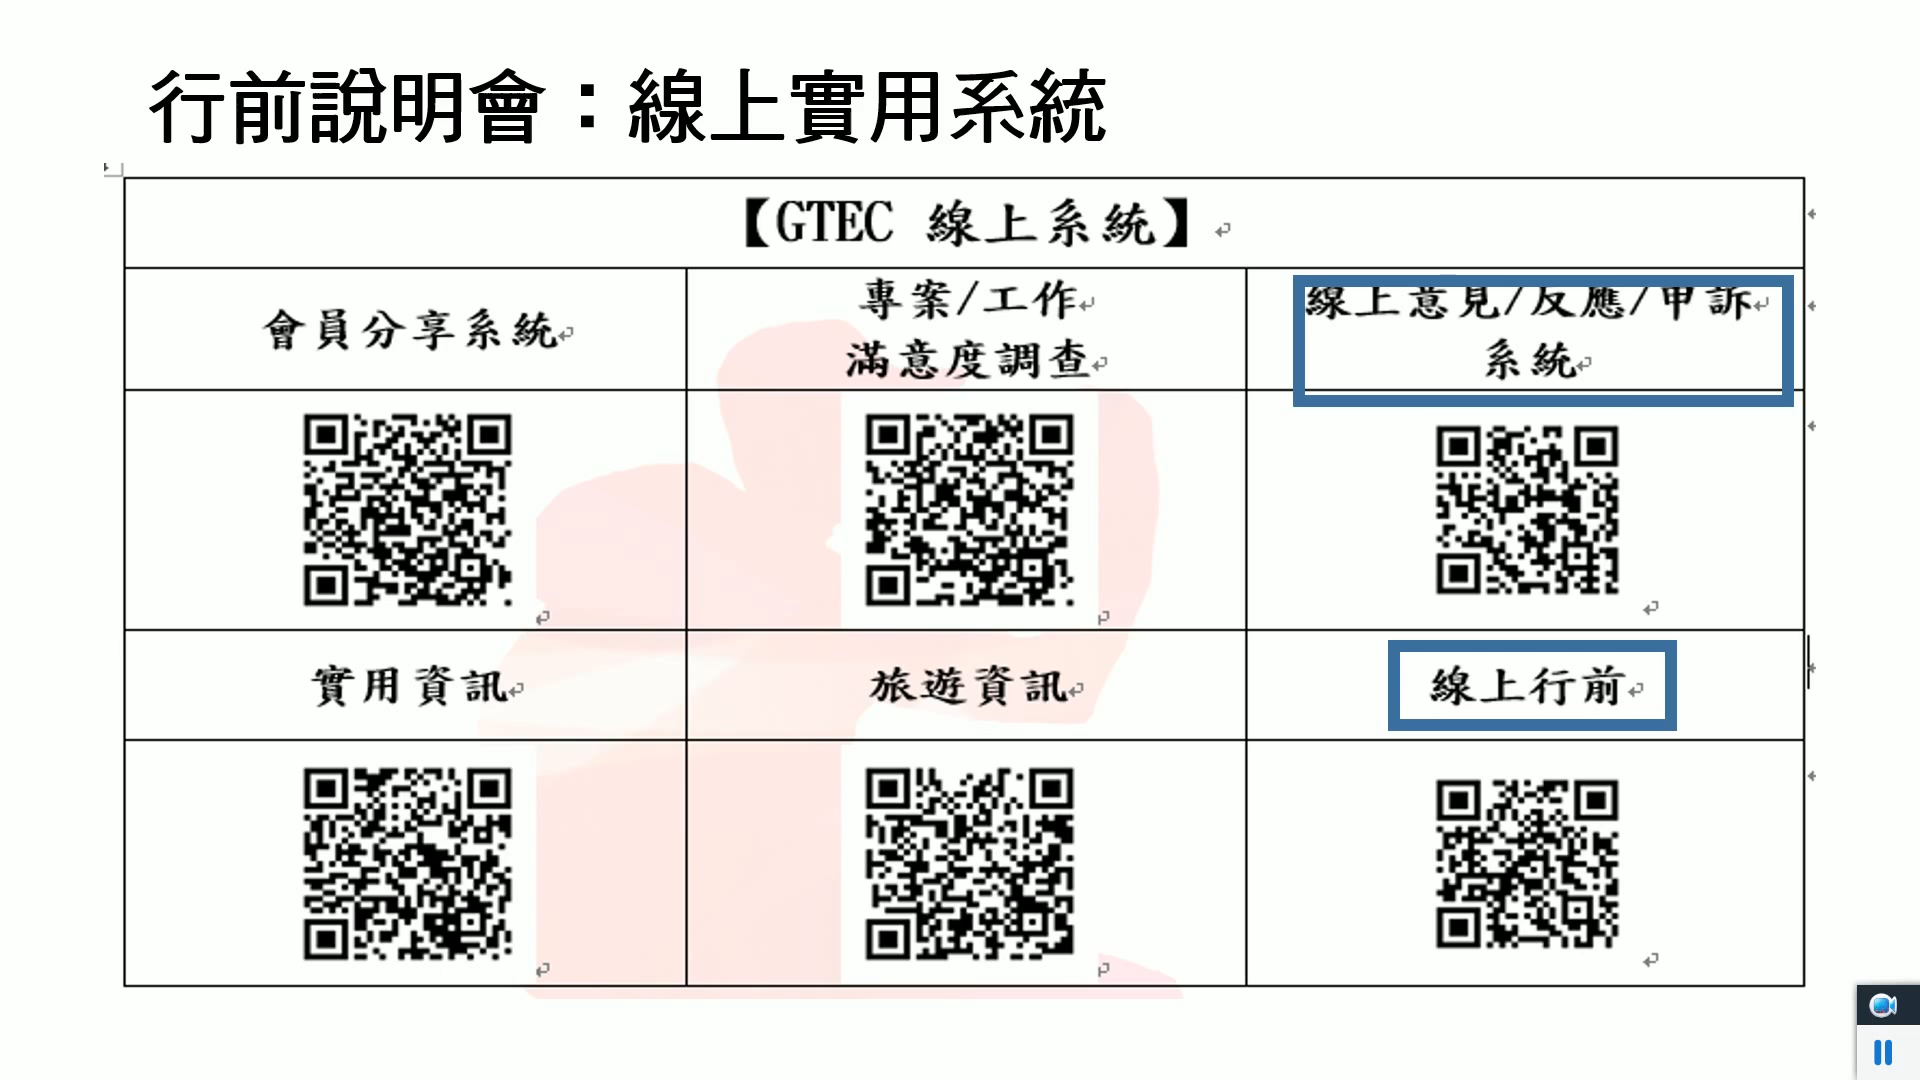 行前說明會：線上實用系統
【GTEC 線上系統】
會員分享系統
專案/工作
滿意度調查
線上意見/反應/申訴
系統
實用資訊
旅遊資訊
線上行前